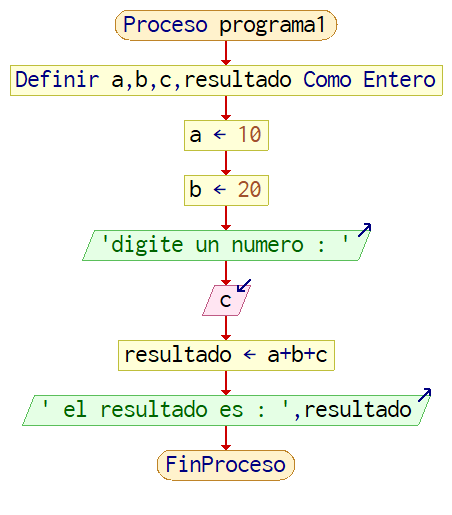 Proceso programa1
Definir a,b,c,resultado Como Entero
a ← 10
b ← 20
'digite un numero : '
c
resultado ← a+b+c
' el resultado es : ',resultado
FinProceso